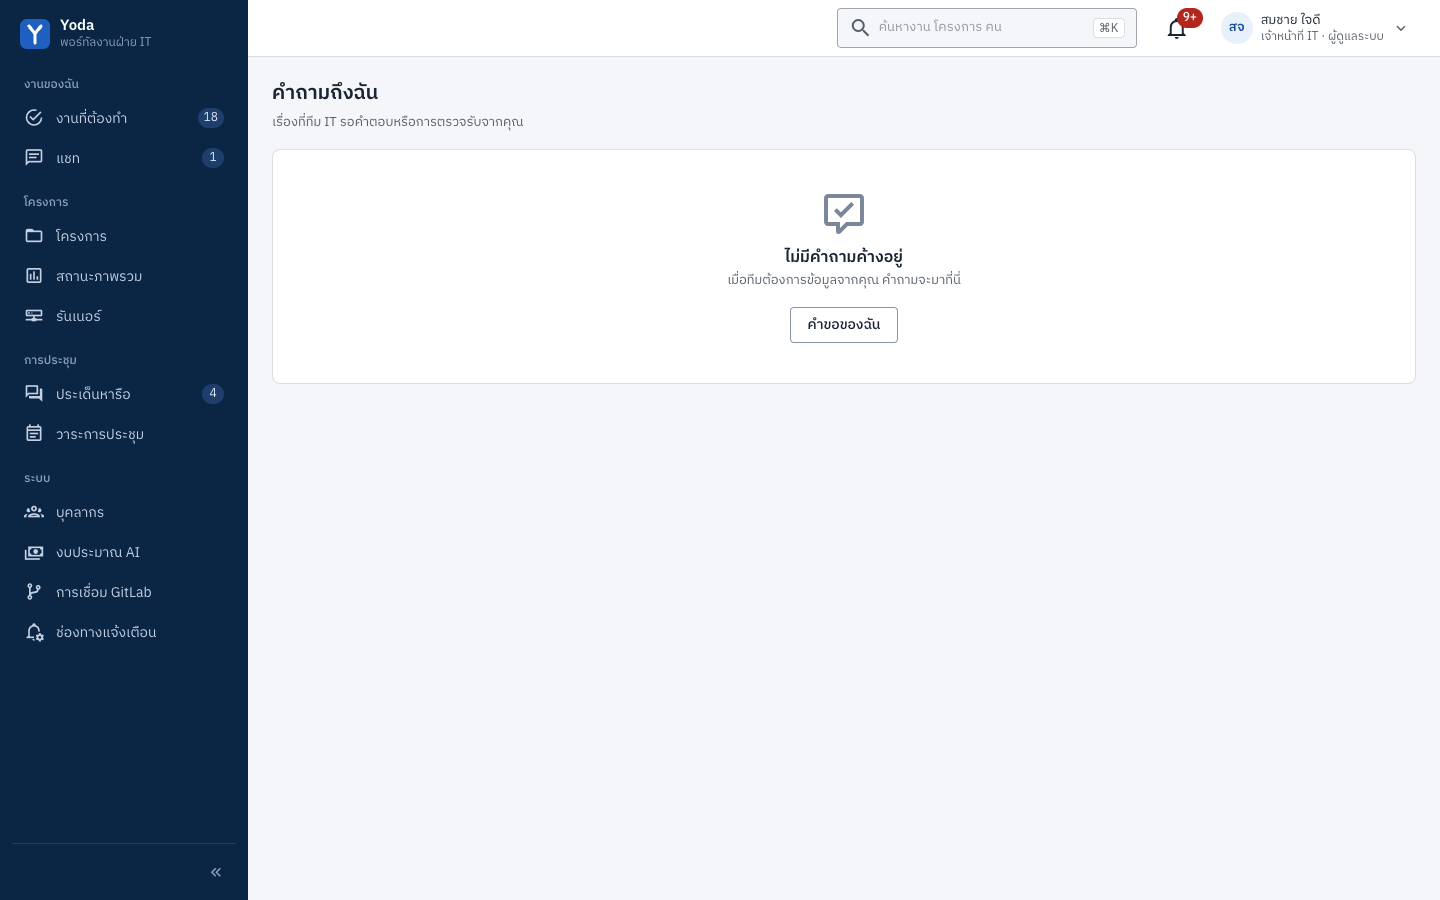 Yoda
พอร์ทัลงานฝ่าย IT
งานของฉัน
งานที่ต้องทำ 18
แชท 1
โครงการ
โครงการ
สถานะภาพรวม
รันเนอร์
การประชุม
ประเด็นหารือ 4
วาระการประชุม
ระบบ
บุคลากร
งบประมาณ AI
การเชื่อม GitLab
ช่องทางแจ้งเตือน
ค้นหางาน โครงการ คน ⌘K
9+
สจ
สมชาย ใจดี
เจ้าหน้าที่ IT · ผู้ดูแลระบบ
คำถามถึงฉัน
เรื่องที่ทีม IT รอคำตอบหรือการตรวจรับจากคุณ
ไม่มีคำถามค้างอยู่
เมื่อทีมต้องการข้อมูลจากคุณ คำถามจะมาที่นี่
คำขอของฉัน